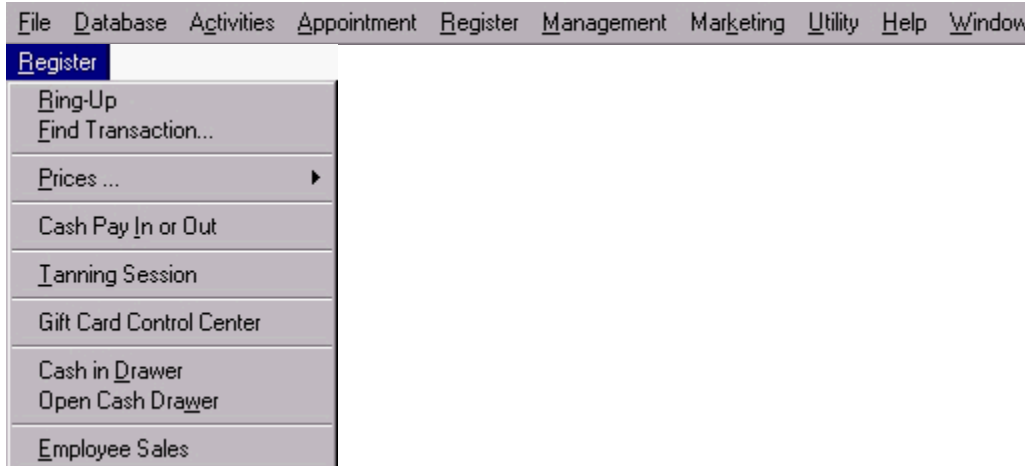 File Database Activities Appointment Register Management Marketing Utility Help Window
Register
Ring-Up
Find Transaction...
Prices ...
Cash Pay In or Out
Tanning Session
Gift Card Control Center
Cash in Drawer
Open Cash Drawer
Employee Sales